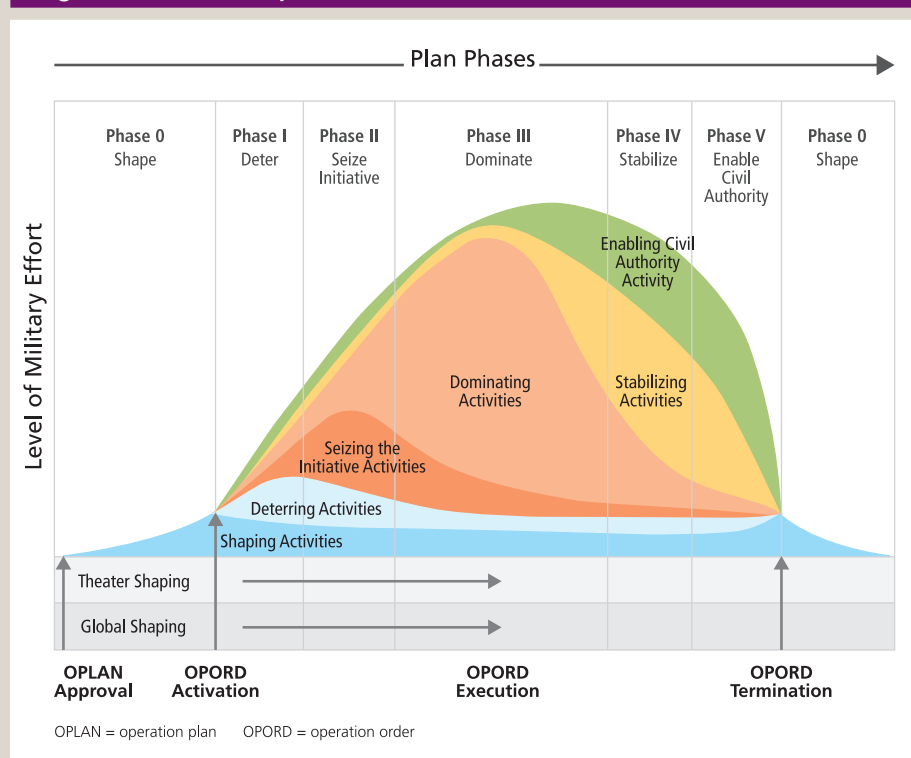 Plan Phases
Phase 0
Shape
Phase I
Deter
Phase II
Seize
Initiative
Phase III
Dominate
Phase IV
Stabilize
Phase V
Enable
Civil
Authority
Phase 0
Shape
Level of Military Effort
Enabling Civil
Authority
Activity
Dominating
Activities
Stabilizing
Activities
Seizing the
Initiative Activities
Deterring Activities
Shaping Activities
Theater Shaping
Global Shaping
OPLAN
Approval
OPORD
Activation
OPORD
Execution
OPORD
Termination
OPLAN = operation plan OPORD = operation order